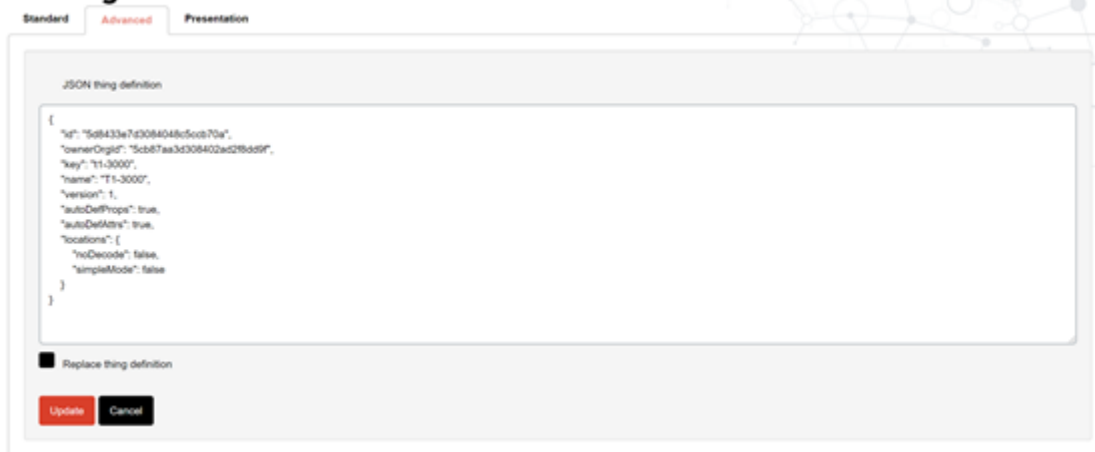 Standard Advanced Presentation
JSON thing definition
{
"id": "5d8433e7d3084048c5ccb70a",
"ownerOrgId": "5cb87aa3d308402ad2f8dd9f",
"key": "t1-3000",
"name": "T1-3000",
"version": 1,
"autoDefProps": true,
"autoDefAttrs": true,
"locations": {
"noDecode": false,
"simpleMode": false
}
}
Replace thing definition
Update Cancel